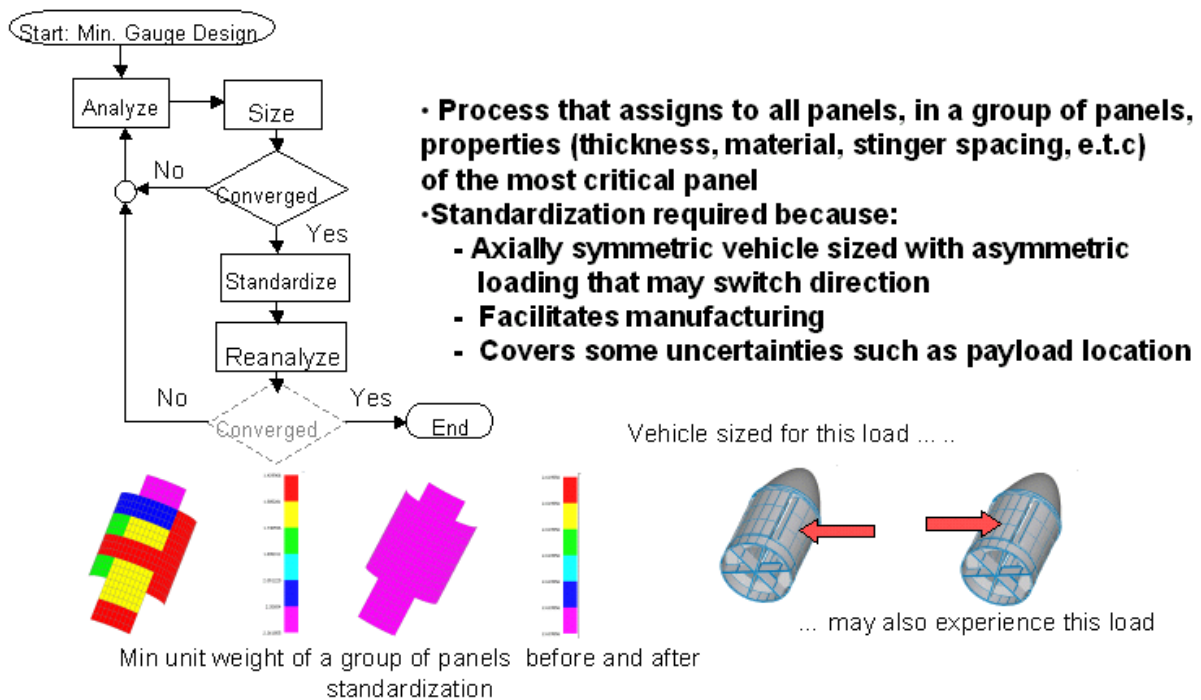 Start: Min. Gauge Design
Analyze
Size
No
Converged
Yes
Standardize
Reanalyze
No
Yes
Converged
End
· Process that assigns to all panels, in a group of panels,
properties (thickness, material, stinger spacing, e.t.c)
of the most critical panel
·Standardization required because:
- Axially symmetric vehicle sized with asymmetric
loading that may switch direction
- Facilitates manufacturing
- Covers some uncertainties such as payload location
Vehicle sized for this load ... ..
... may also experience this load
Min unit weight of a group of panels before and after
standardization